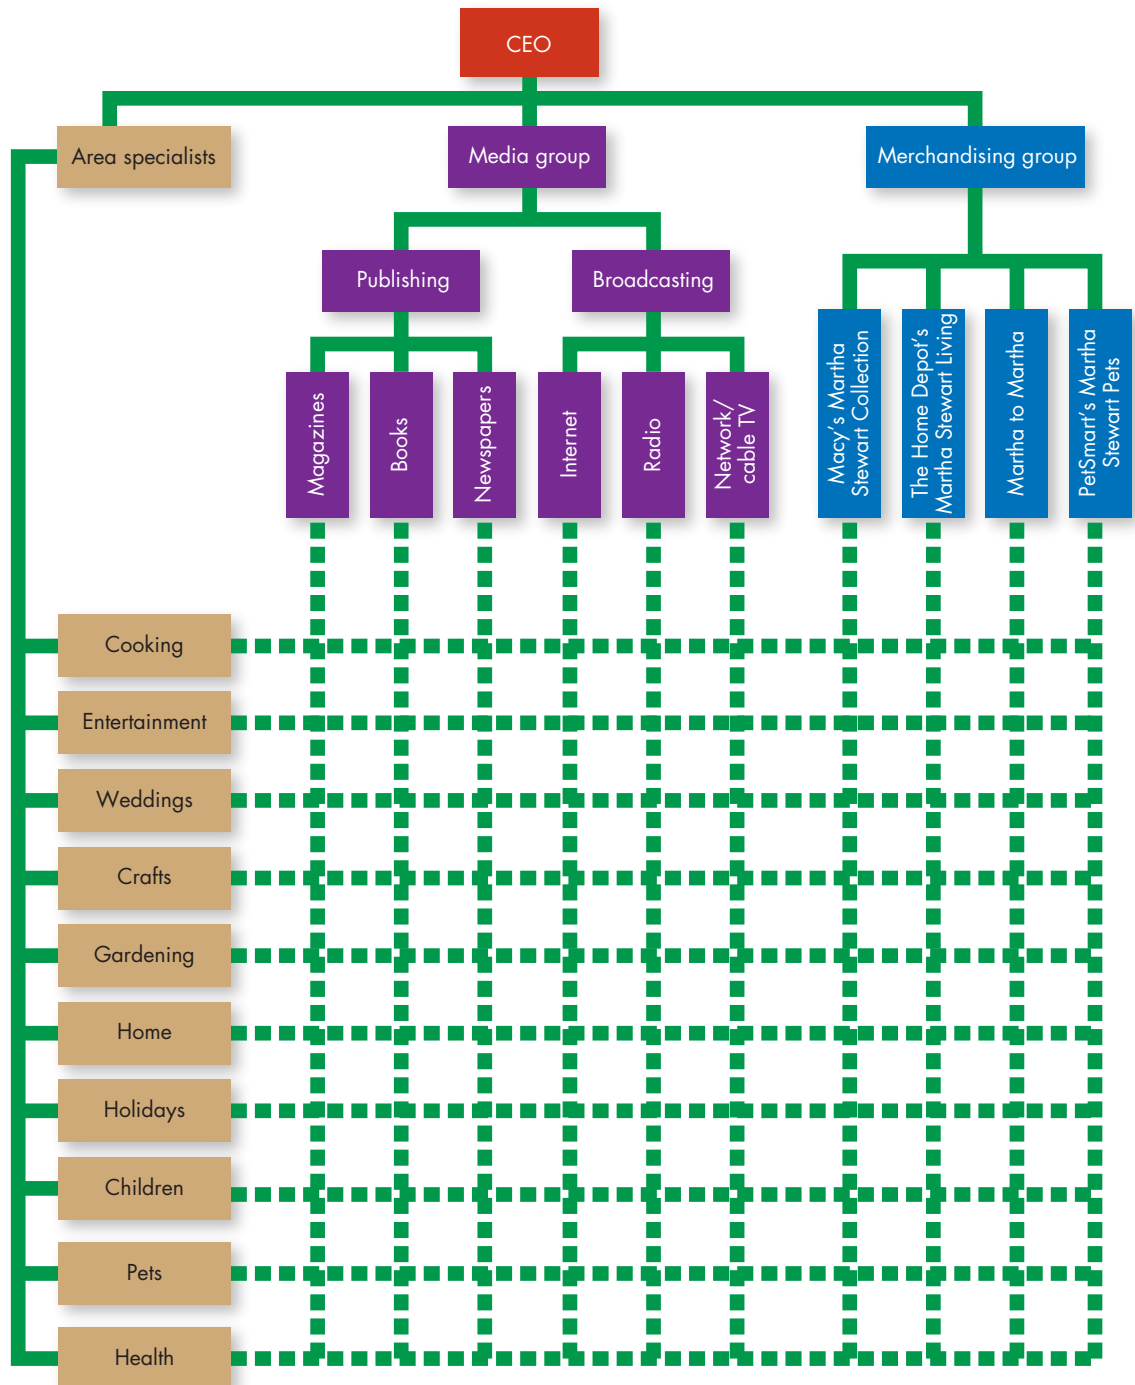 CEO
Area specialists
Media group
Merchandising group
Publishing
Broadcasting
Magazines
Books
Newspapers
Internet
Radio
Network/
cable TV
Macy's Martha
Stewart Collection
The Home Depot's
Martha Stewart Living
Martha to Martha
PetSmart's Martha
Stewart Pets
Cooking
Entertainment
Weddings
Crafts
Gardening
Home
Holidays
Children
Pets
Health